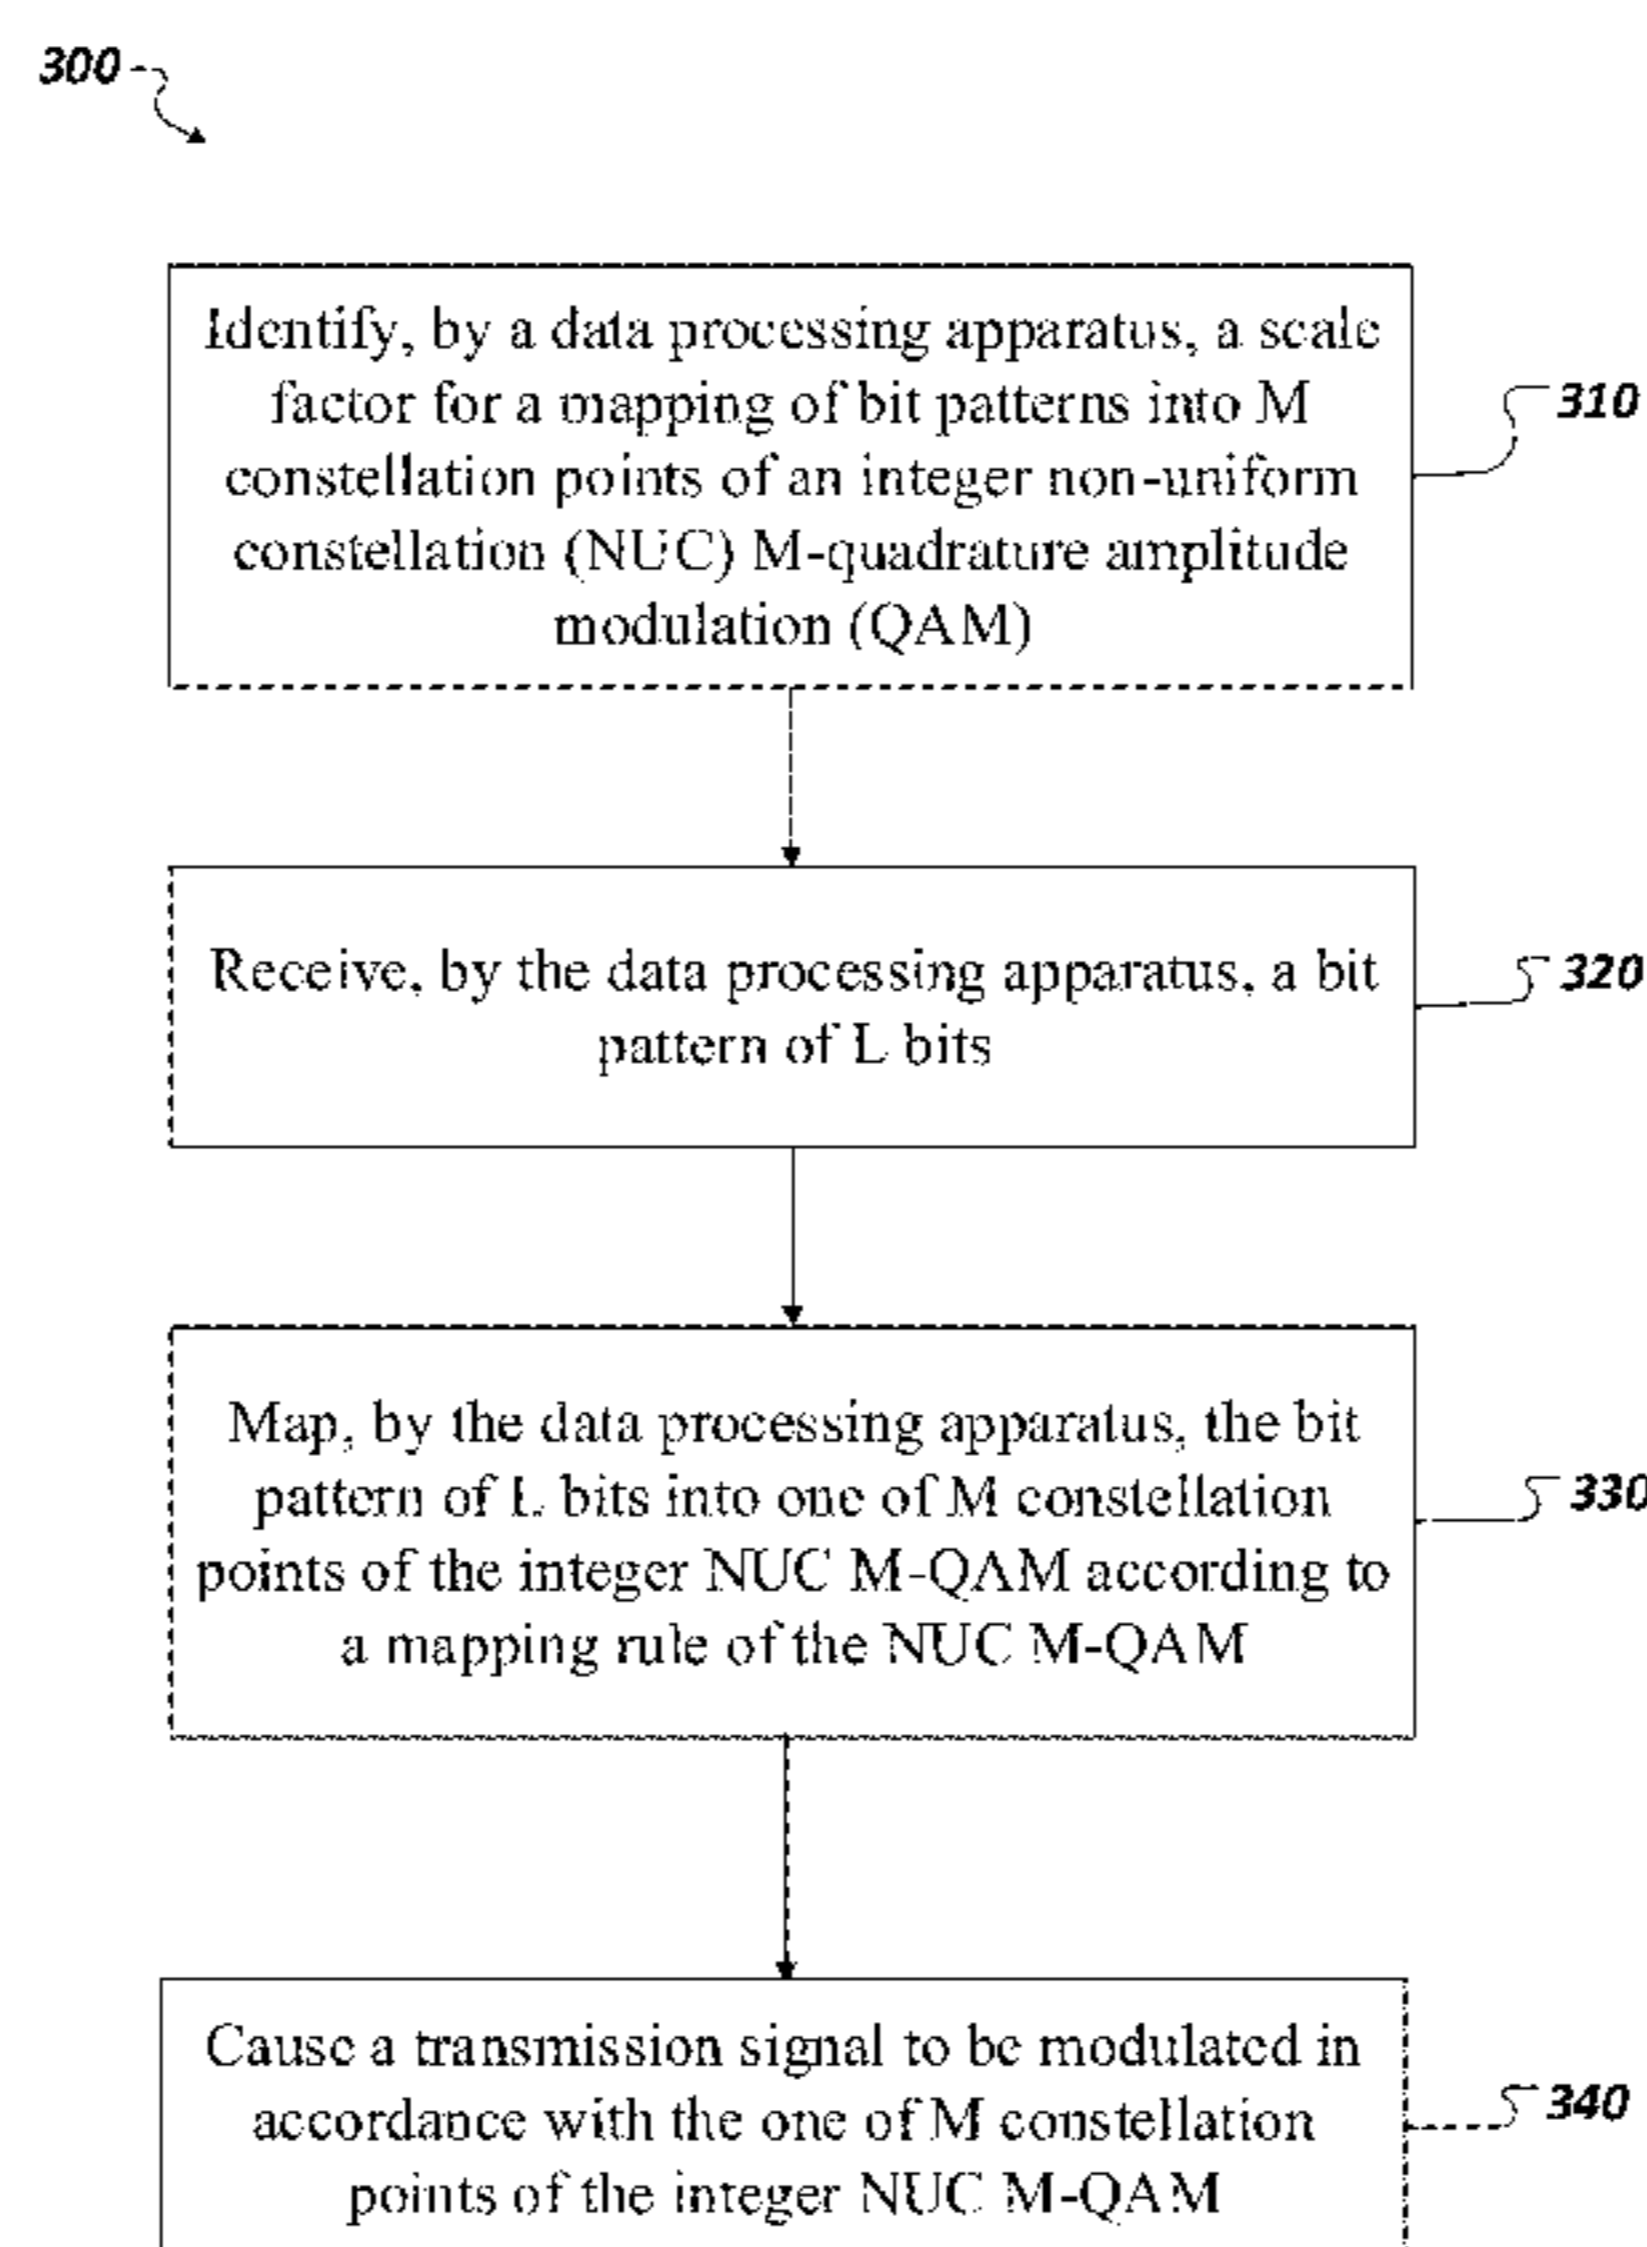 300
Identify, by a data processing apparatus, a scale
factor for a mapping of bit patterns into M
constellation points of an integer non-uniform
constellation (NUC) M-quadrature amplitude
modulation (QAM)
310
Receive, by the data processing apparatus, a bit
pattern of L bits
320
Map, by the data processing apparatus, the bit
pattern of L bits into one of M constellation
points of the integer NUC M-QAM according to
a mapping rule of the NUC M-QAM
330
Cause a transmission signal to be modulated in
accordance with the one of M constellation
points of the integer NUC M-QAM
340